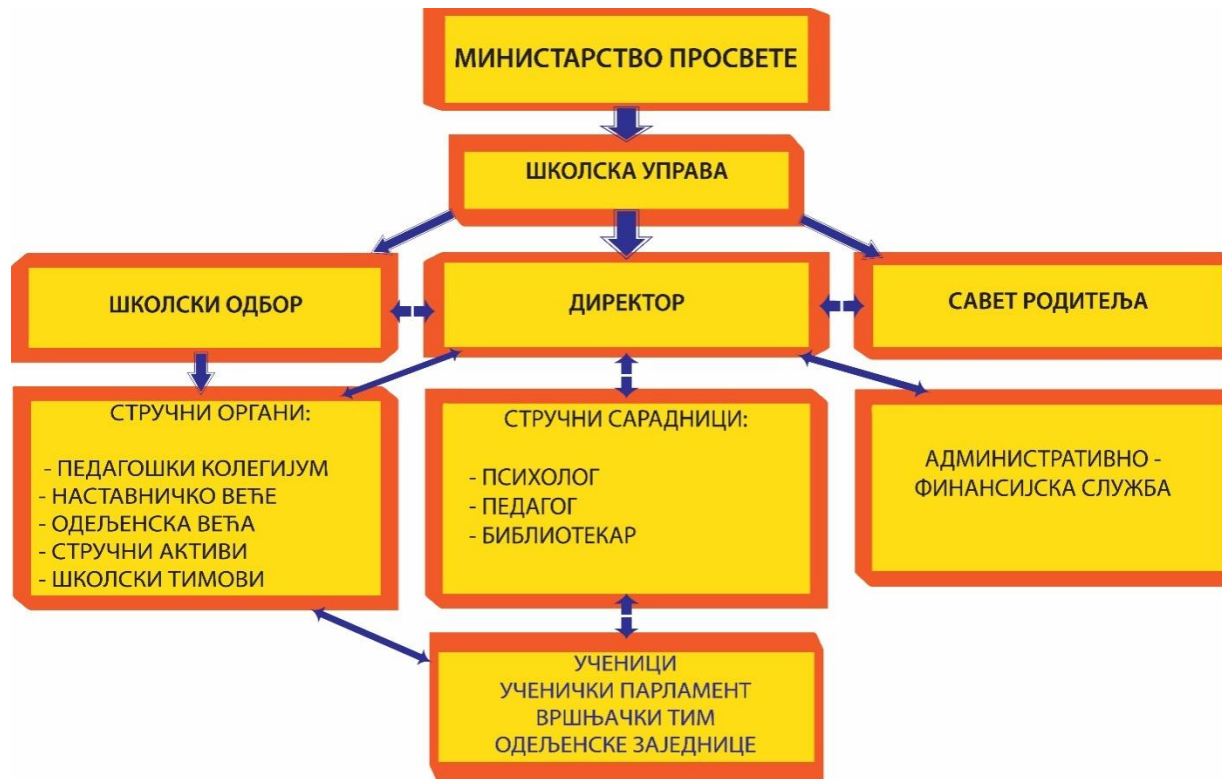 МИНИСТАРСТВО ПРОСВЕТЕ
ШКОЛСКА УПРАВА
ШКОЛСКИ ОДБОР
ДИРЕКТОР
САВЕТ РОДИТЕЉА
СТРУЧНИ ОРГАНИ:
- ПЕДАГОШКИ КОЛЕГИЈУМ
- НАСТАВНИЧКО ВЕЋЕ
- ОДЕЉЕНСКА ВЕЋА
- СТРУЧНИ АКТИВИ
- ШКОЛСКИ ТИМОВИ
СТРУЧНИ САРАДНИЦИ:
- ПСИХОЛОГ
- ПЕДАГОГ
- БИБЛИОТЕКАР
АДМИНИСТРАТИВНО -
ФИНАНСИЈСКА СЛУЖБА
УЧЕНИЦИ
УЧЕНИЧКИ ПАРЛАМЕНТ
ВРШЊАЧКИ ТИМ
ОДЕЉЕНСКЕ ЗАЈЕДНИЦЕ